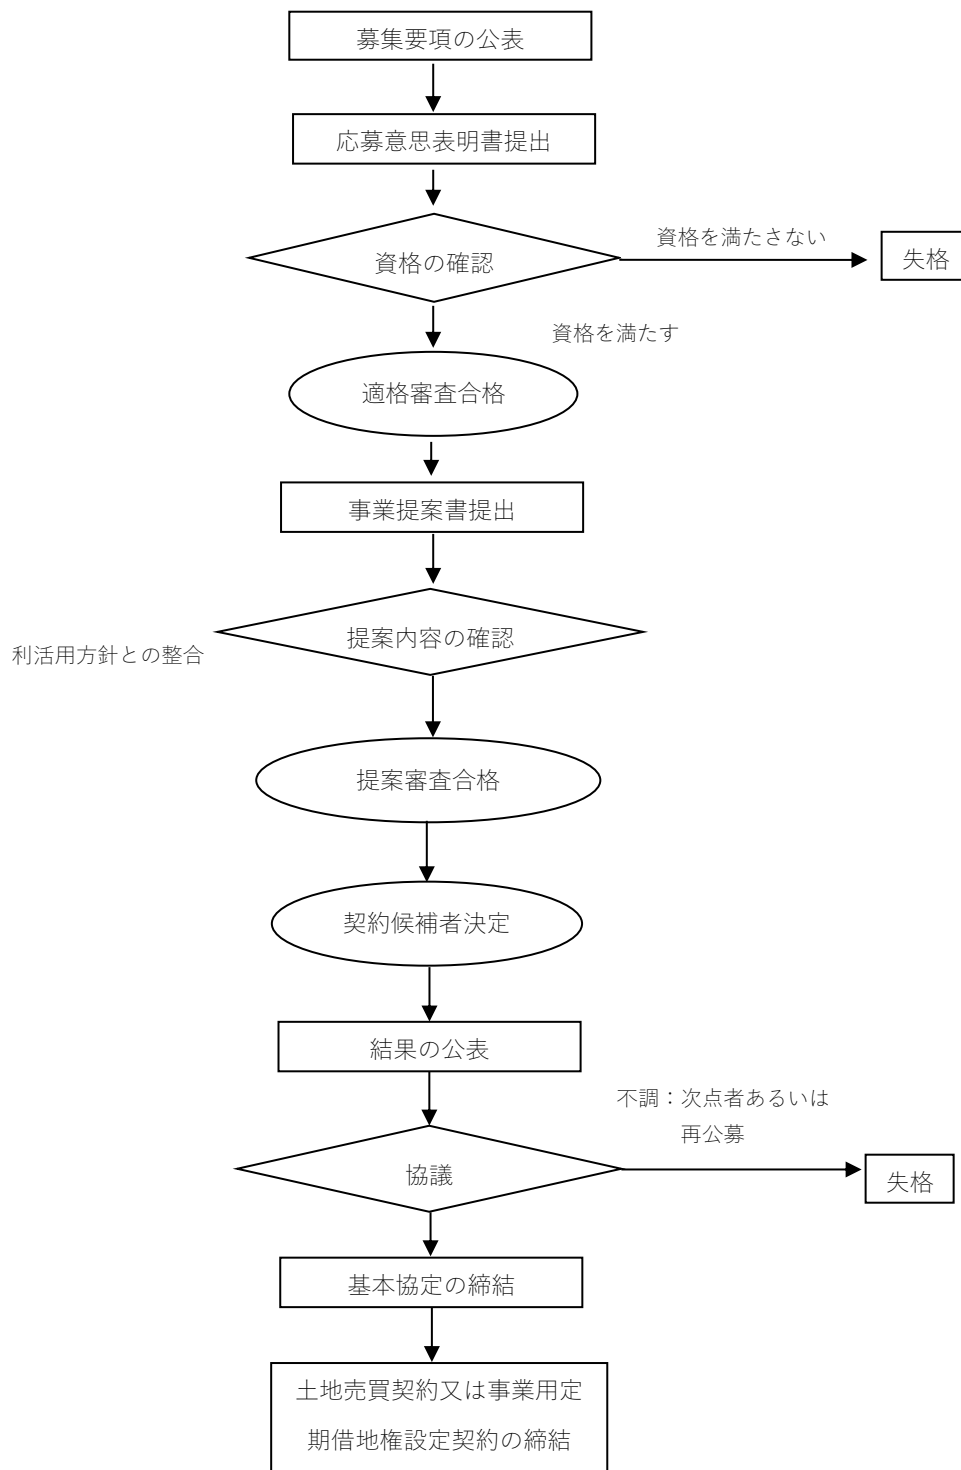 募集要項の公表
応募意思表明書提出
資格を満たさない
資格の確認
失格
資格を満たす
適格審査合格
事業提案書提出
提案内容の確認
利活用方針との整合
提案審査合格
契約候補者決定
結果の公表
不調：次点者あるいは
再公募
協議
失格
基本協定の締結
土地売買契約又は事業用定
期借地権設定契約の締結